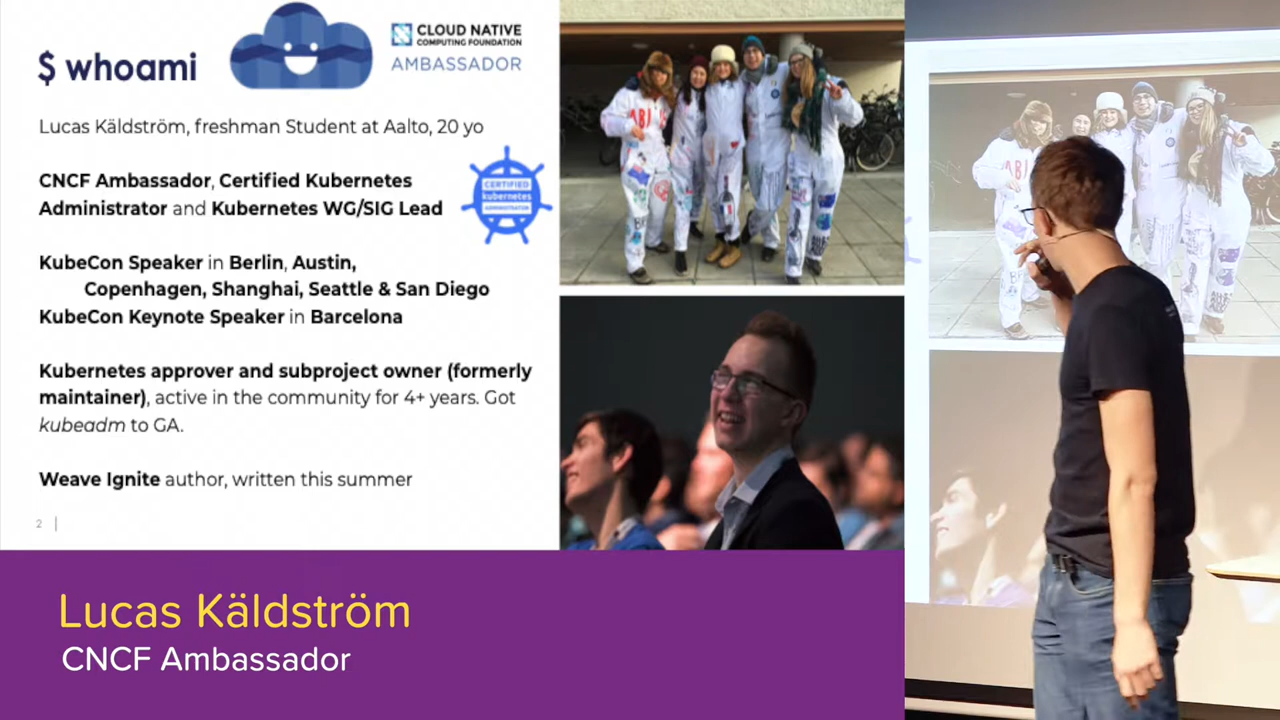 $ whoami
CLOUD NATIVE
COMPUTING FOUNDATION
AMBASSADOR
Lucas Käldström, freshman Student at Aalto, 20 yo
CNCF Ambassador, Certified Kubernetes
Administrator and Kubernetes WG/SIG Lead
CERTIFIED
kubernetes
ADMINISTRATOR
KubeCon Speaker in Berlin, Austin,
Copenhagen, Shanghai, Seattle & San Diego
KubeCon Keynote Speaker in Barcelona
Kubernetes approver and subproject owner (formerly
maintainer), active in the community for 4+ years. Got
kubeadm to GA.
Weave Ignite author, written this summer
2
Lucas Käldström
CNCF Ambassador